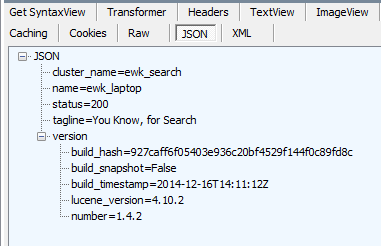 Get SyntaxView Transformer Headers TextView ImageView
Caching Cookies Raw JSON XML
JSON
cluster_name=ewk_search
name=ewk_laptop
status=200
tagline=You Know, for Search
version
build_hash=927caff6f05403e936c20bf4529f144f0c89fd8c
build_snapshot=False
build_timestamp=2014-12-16T14:11:12Z
lucene_version=4.10.2
number=1.4.2